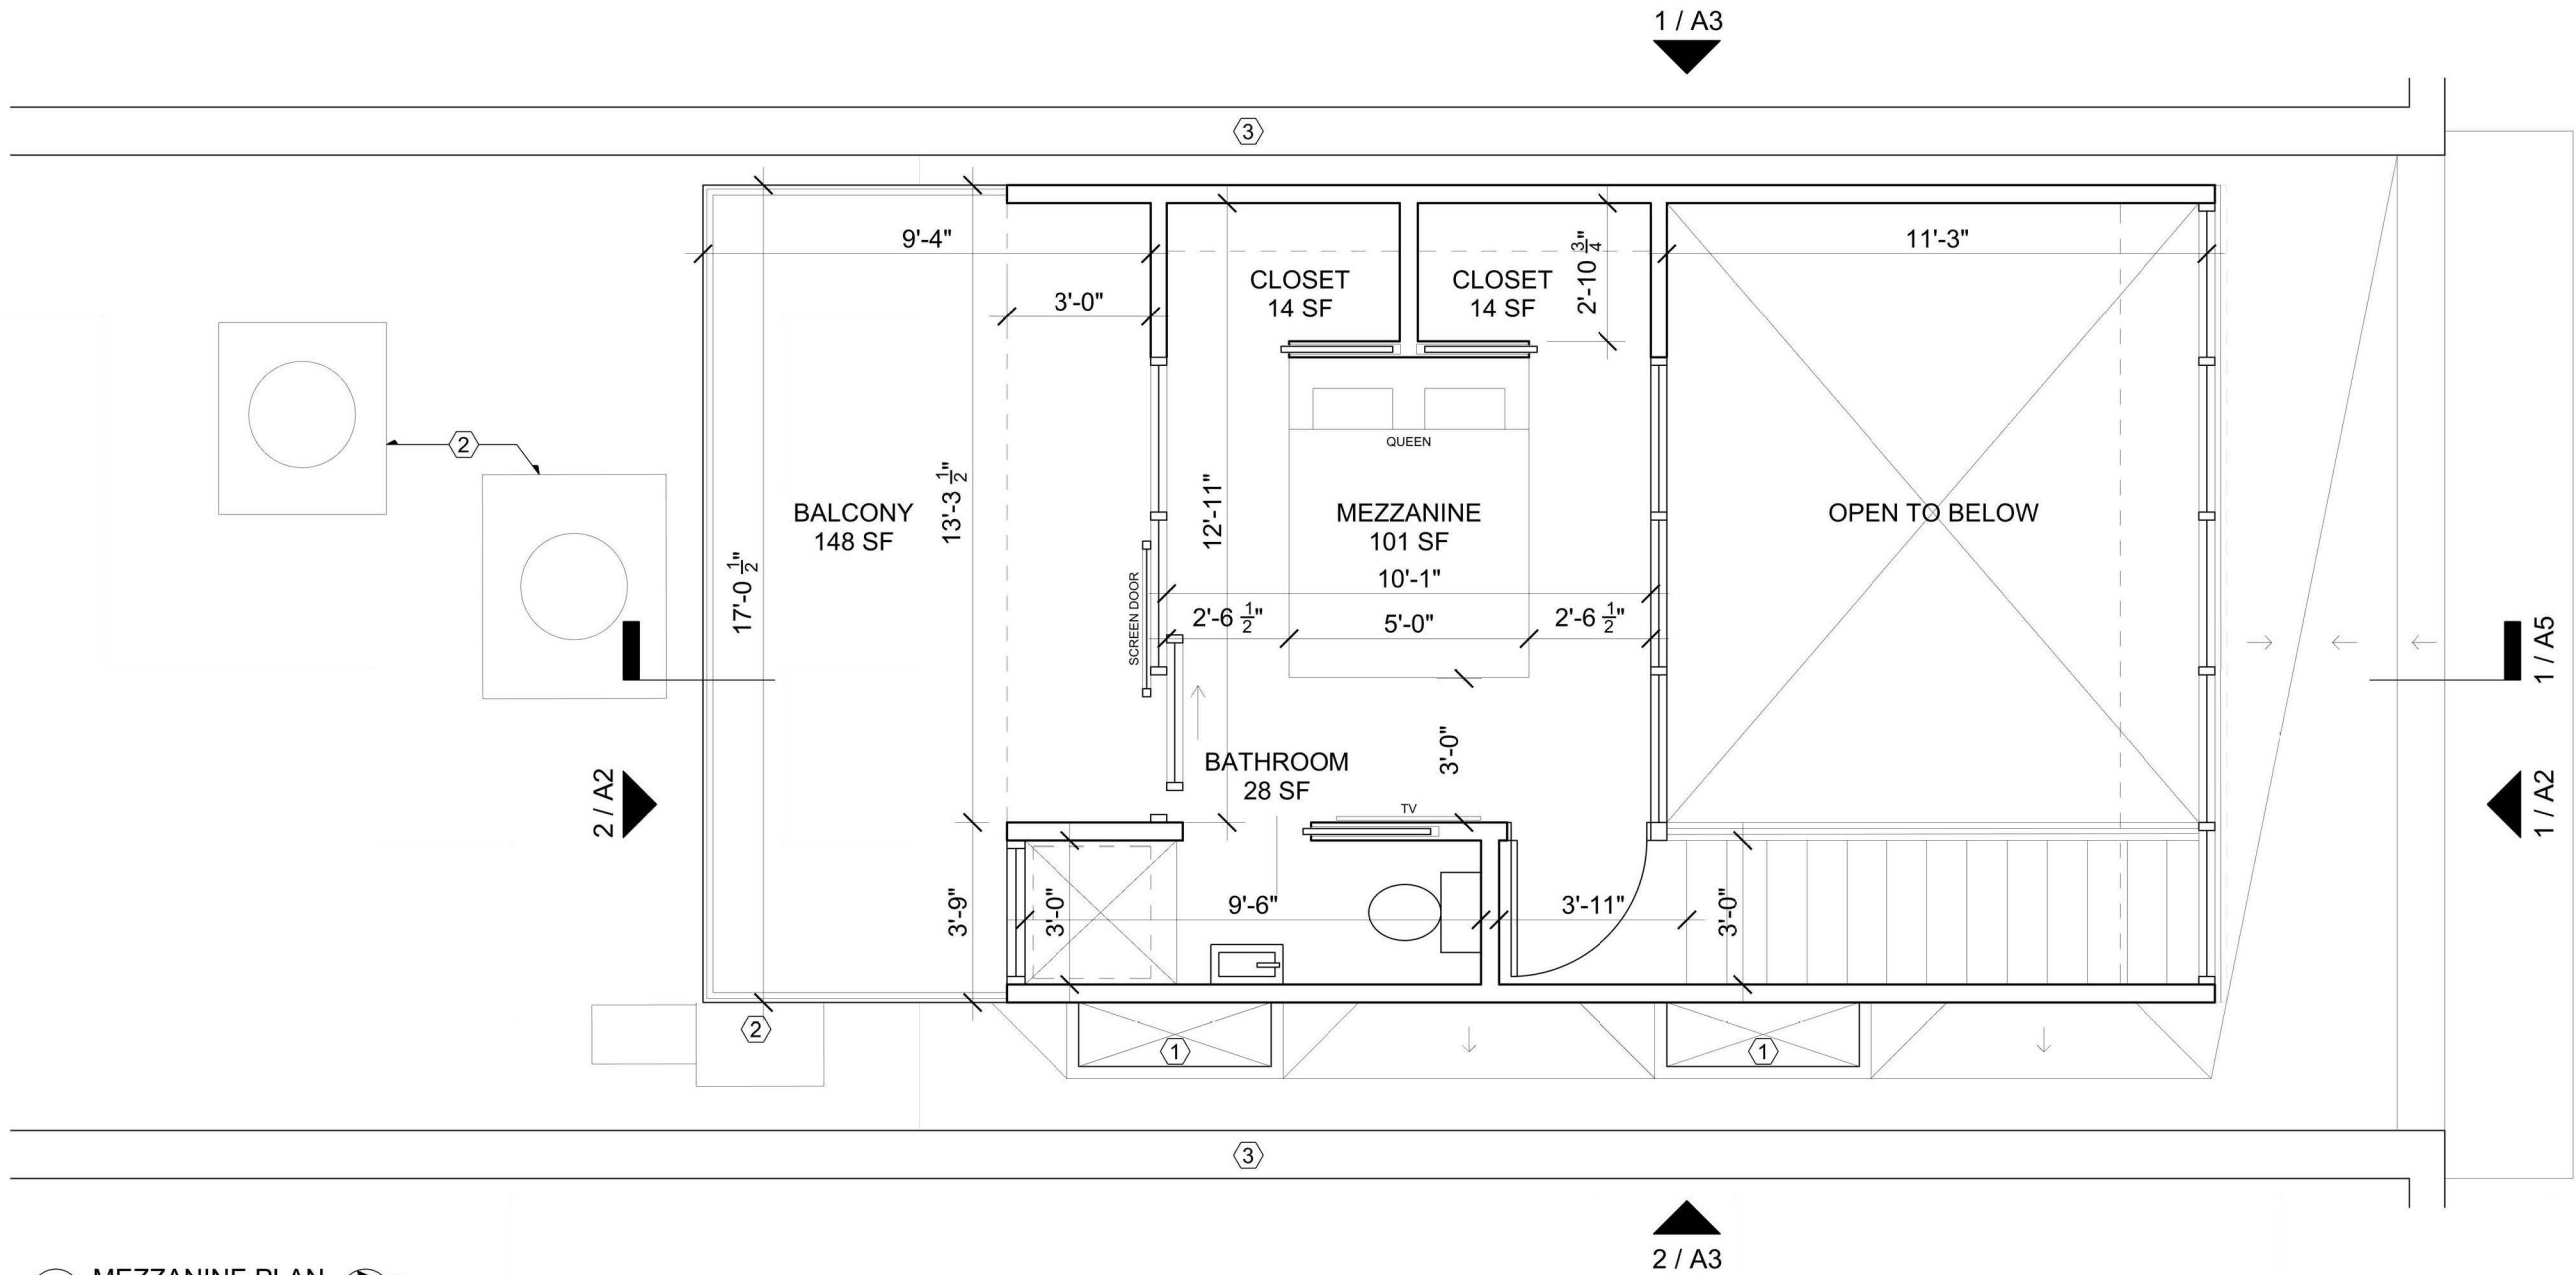 1 / A3
3
9'-4"
11'-3"
2'-10 3/4"
CLOSET
14 SF
CLOSET
14 SF
3'-0"
2
QUEEN
BALCONY
148 SF
13'-3 1/2"
12'-11"
MEZZANINE
101 SF
OPEN TO BELOW
17'-0 1/2"
SCREEN DOOR
10'-1"
2'-6 1/2"
5'-0"
2'-6 1/2"
1 / A5
3'-0"
BATHROOM
28 SF
2 / A2
1 / A2
TV
3'-9"
3'-0"
9'-6"
3'-11"
3'-0"
2
1
1
3
2 / A3
MEZZANINE PLAN